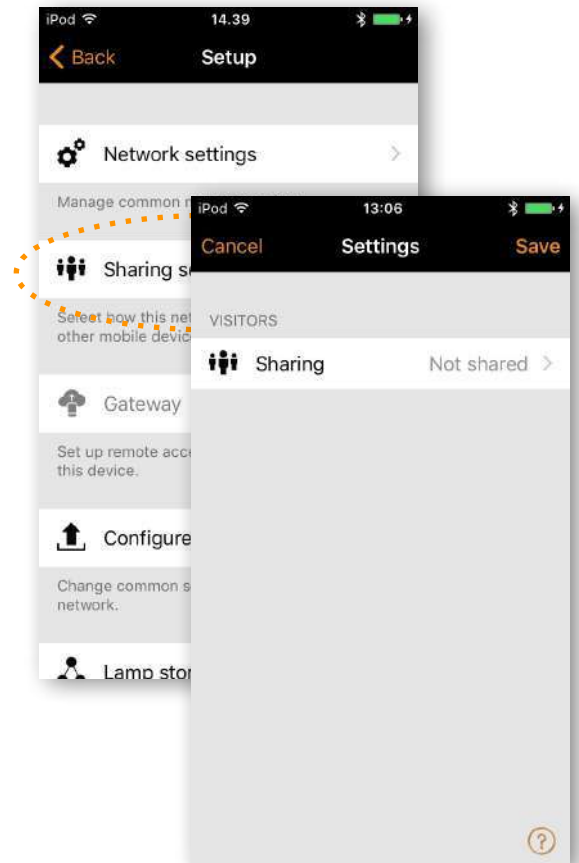 iPod 14.39
Back Setup
Network settings
Manage common
Sharing
Select how this net
other mobile devic
Gateway
Set up remote acc
this device.
Configure
Change common s
network.
Lamp stor
iPod 13:06
Cancel Settings Save
VISITORS
Sharing Not shared
?